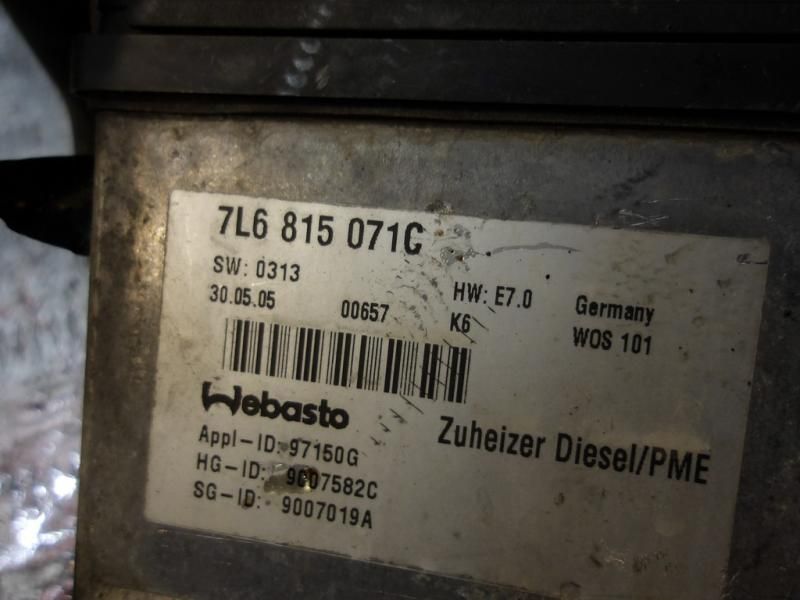 7L6 815 071C
SW: 0313
HW: E7.0
Germany
30.05.05
00657
K6
WOS 101
Webasto
Zuheizer Diesel/PME
Appl-ID: 97150G
HG-ID: 9007582C
SG-ID: 9007019A